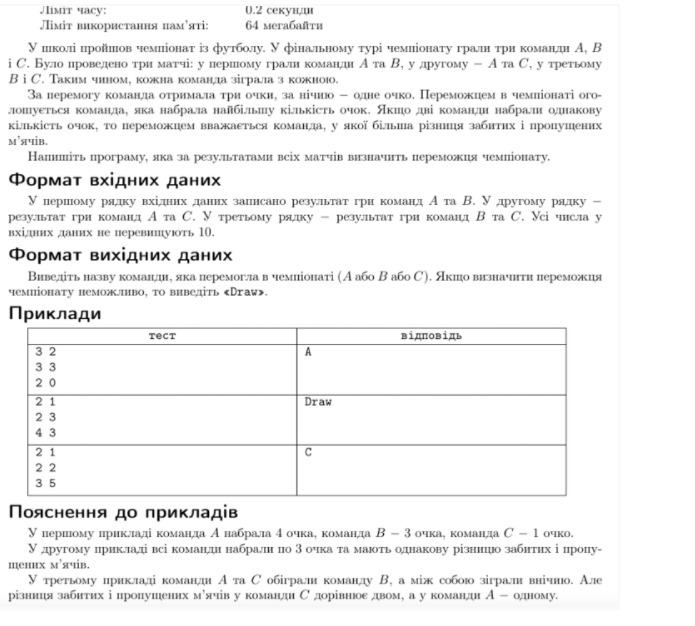 Ліміт часу: 0.2 секунди
Ліміт використання пам'яті: 64 мегабайти
У школі пройшов чемпіонат із футболу. У фінальному турі чемпіонату грали три команди A, B
і C. Було проведено три матчі: у першому грали команди A та B, у другому – A та C, у третьому
B і C. Таким чином, кожна команда зіграла з кожною.
За перемогу команда отримала три очки, за нічию – одне очко. Переможцем в чемпіонаті ого-
лошується команда, яка набрала найбільшу кількість очок. Якщо дві команди набрали однакову
кількість очок, то переможцем вважається команда, у якої більша різниця забитих і пропущених
м'ячів.
Напишіть програму, яка за результатами всіх матчів визначить переможця чемпіонату.
Формат вхідних даних
У першому рядку вхідних даних записано результат гри команд A та B. У другому рядку –
результат гри команд A та C. У третьому рядку – результат гри команд B та C. Усі числа у
вхідних даних не перевищують 10.
Формат вихідних даних
Виведіть назву команди, яка перемогла в чемпіонаті (A або B або C). Якщо визначити переможця
чемпіонату неможливо, то виведіть «Draw».
Приклади
тест відповідь
3 2 A
3 3
2 0
2 1 Draw
2 3
4 3
2 1 C
2 2
3 5
Пояснення до прикладів
У першому прикладі команда A набрала 4 очка, команда B – 3 очка, команда C – 1 очко.
У другому прикладі всі команди набрали по 3 очка та мають однакову різницю забитих і пропу-
щених м'ячів.
У третьому прикладі команди A та C обіграли команду B, а між собою зіграли внічию. Але
різниця забитих і пропущених м'ячів у команди C дорівнює двом, а у команди A – одному.